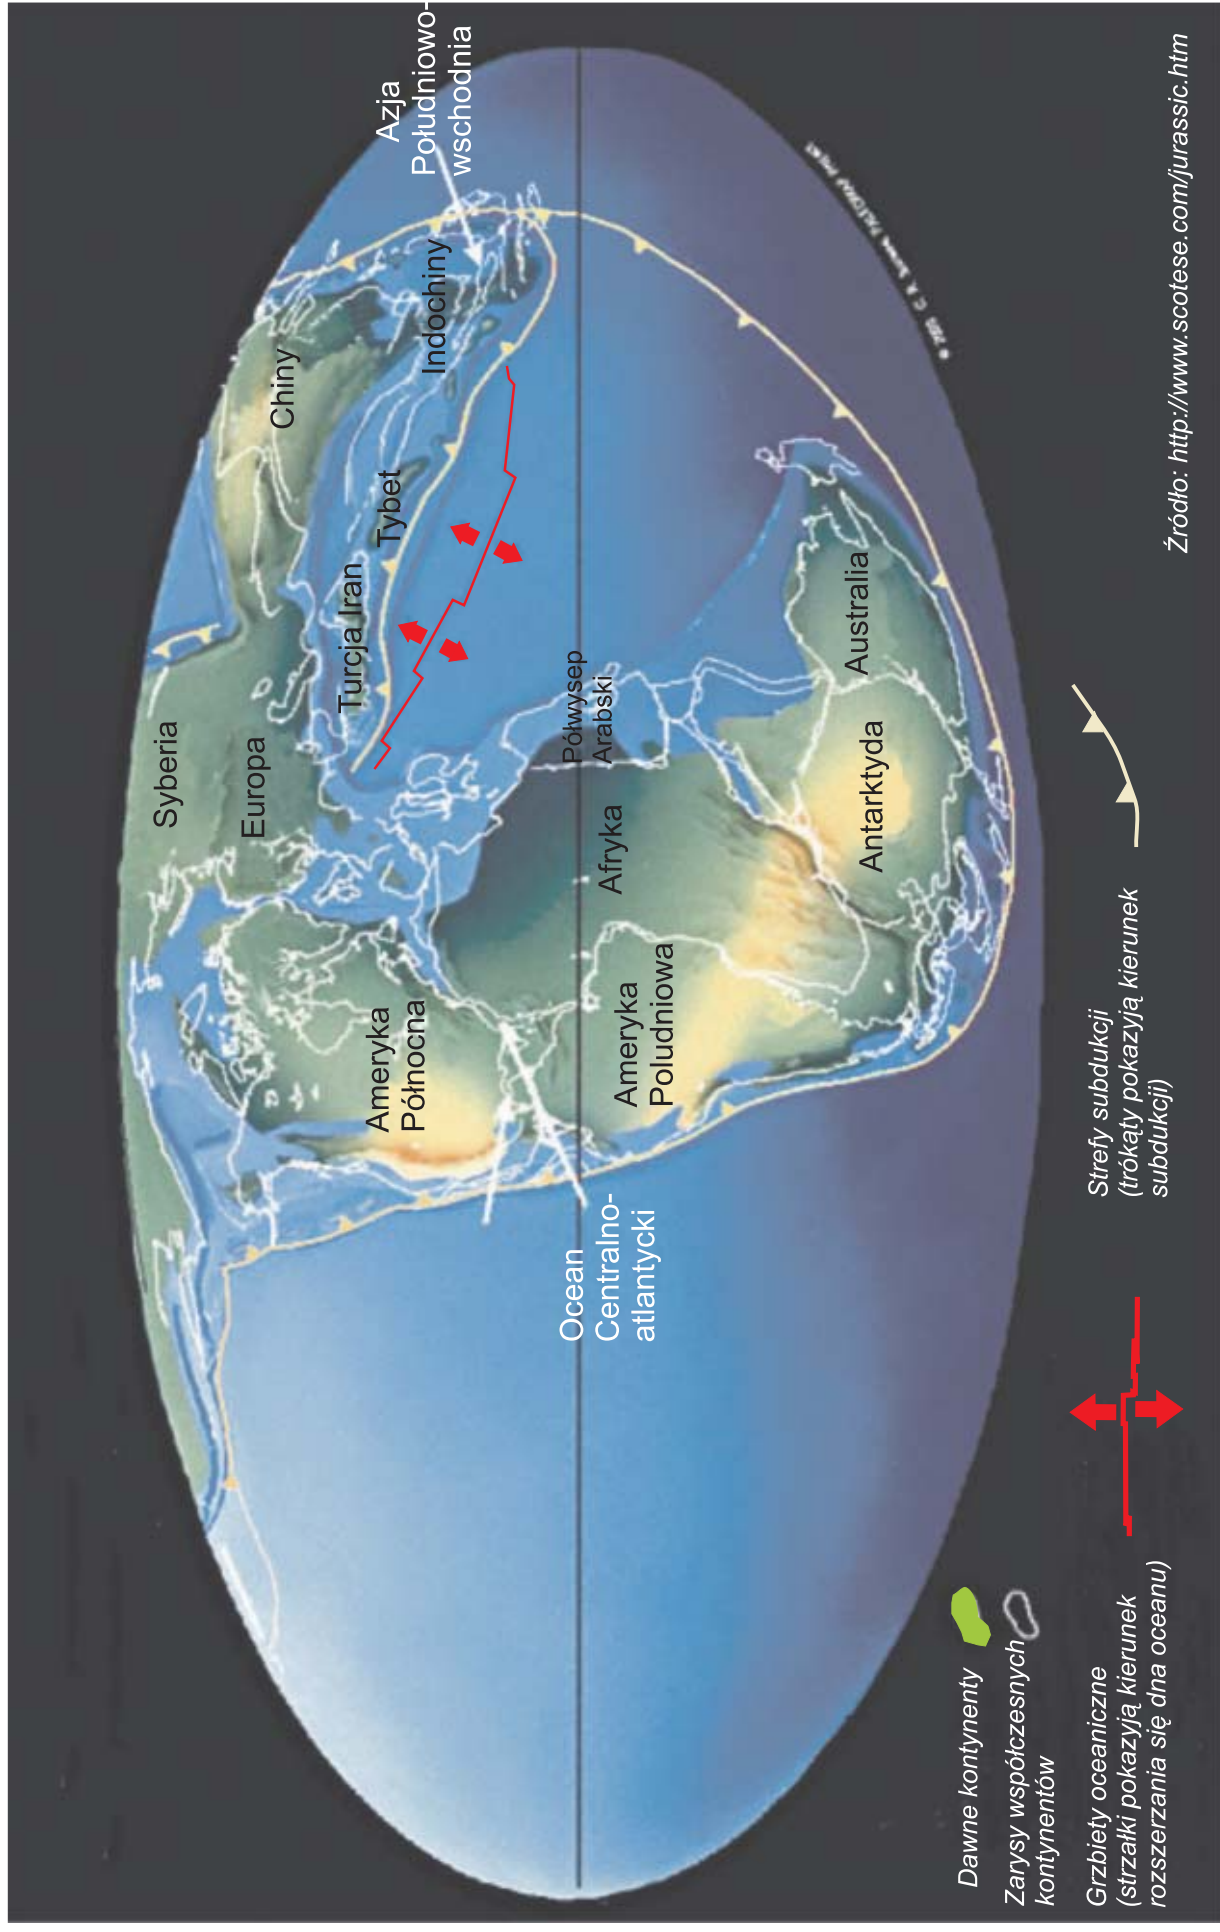 Syberia
Europa
Chiny
Turcja Iran
Tybet
Indochiny
Azja
Południowo-
wschodnia
Ameryka
Północna
Ocean
Centralno-
atlantycki
Ameryka
Poludniowa
Afryka
Półwysep
Arabski
Antarktyda
Australia
Dawne kontynenty
Zarysy współczesnych
kontynentów
Grzbiety oceaniczne
(strzałki pokazyją kierunek
rozszerzania się dna oceanu)
Strefy subdukcji
(trókąty pokazyją kierunek
subdukcji)
Źródło: http://www.scotese.com/jurassic.htm